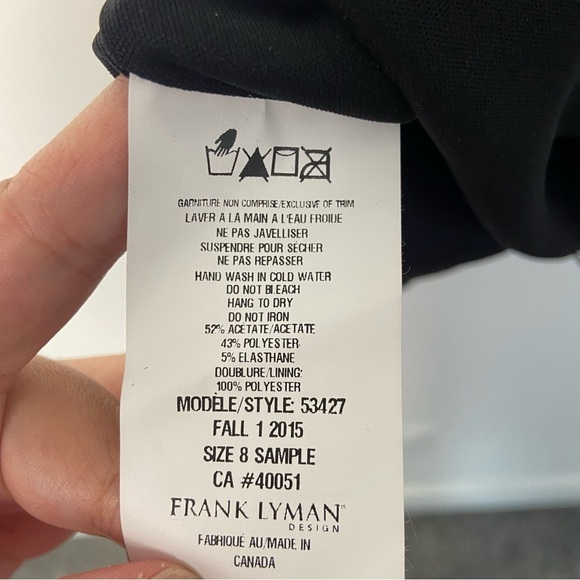 GARNITURE NON COMPRISE/EXCLUSIVE OF TRIM
LAVER A LA MAIN A L'EAU FROIDE
NE PAS JAVELLISER
SUSPENDRE POUR SÉCHER
NE PAS REPASSER
HAND WASH IN COLD WATER
DO NOT BLEACH
HANG TO DRY
DO NOT IRON
52% ACETATE/ACETATE
43% POLYESTER
5% ELASTHANE
DOUBLURE/LINING:
100% POLYESTER
MODÈLE/STYLE: 53427
FALL 1 2015
SIZE 8 SAMPLE
CA #40051
FRANK LYMAN™
DESIGN
FABRIQUÉ AU/MADE IN
CANADA